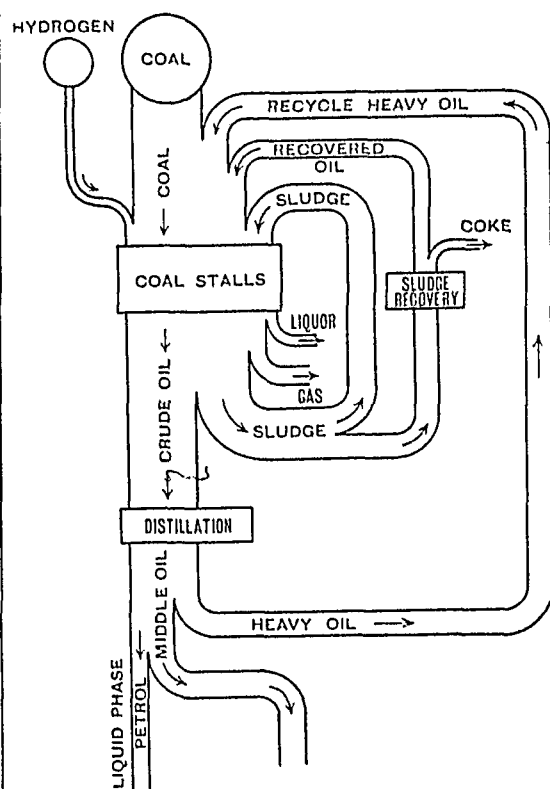 HYDROGEN
COAL
RECYCLE HEAVY OIL
RECOVERED
OIL
COAL
SLUDGE
COKE
COAL STALLS
SLUDGE
RECOVERY
LIQUOR
GAS
CRUDE OIL
SLUDGE
DISTILLATION
MIDDLE OIL
HEAVY OIL
LIQUID PHASE
PETROL